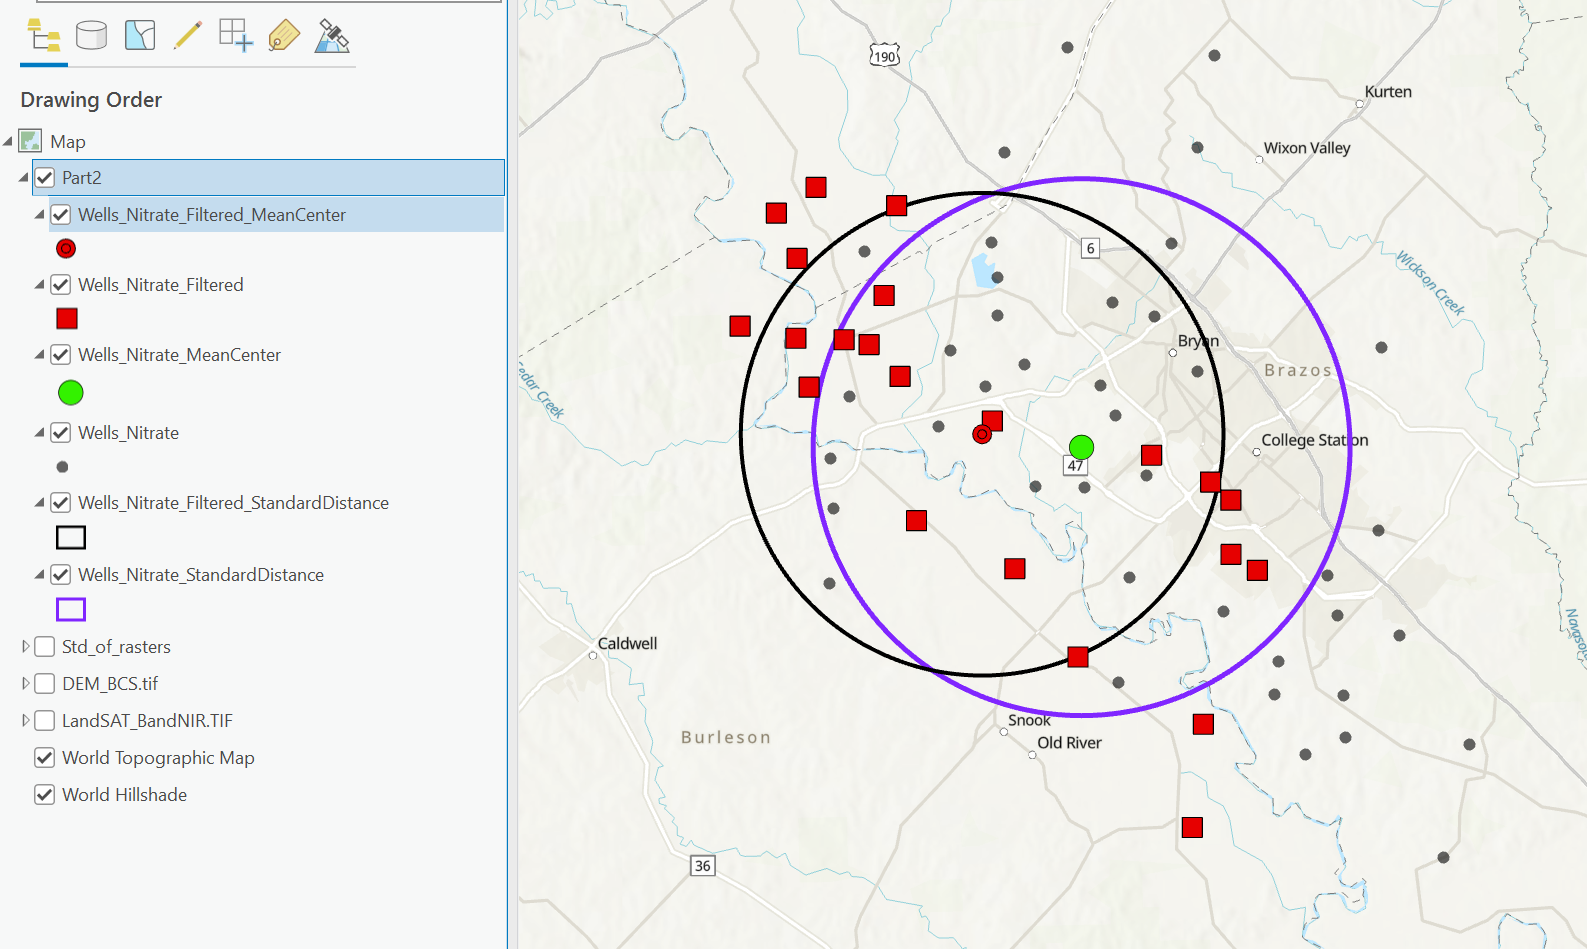 Drawing Order
Map
Part2
Wells_Nitrate_Filtered_MeanCenter
Wells_Nitrate_Filtered
Wells_Nitrate_MeanCenter
Wells_Nitrate
Wells_Nitrate_Filtered_StandardDistance
Wells_Nitrate_StandardDistance
Std_of_rasters
DEM_BCS.tif
LandSAT_BandNIR.TIF
World Topographic Map
World Hillshade
190
Kurten
Wixon Valley
6
Wickson Creek
Bryan
Brazos
edar Creek
College Station
47
Caldwell
Navasota
Snook
Old River
Burleson
36